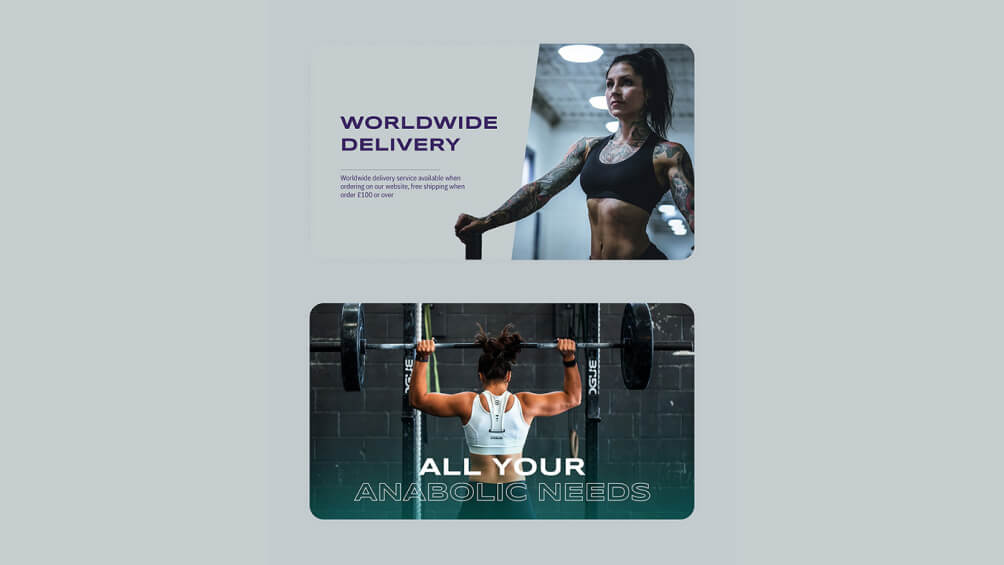 WORLDWIDE
DELIVERY
Worldwide delivery service available when
ordering on our website, free shipping when
order £100 or over
ALL YOUR
ANABOLIC NEEDS